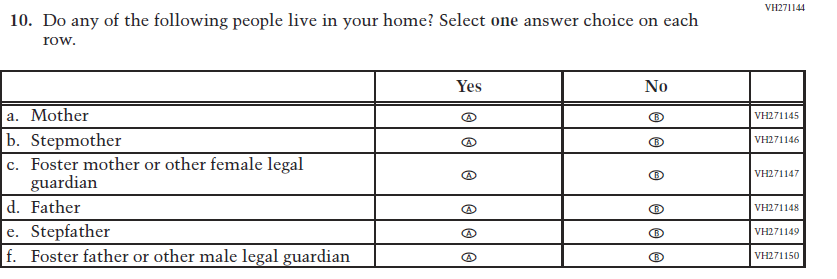 VH271144
10. Do any of the following people live in your home? Select one answer choice on each
row.
Yes No
a. Mother A B VH271145
b. Stepmother A B VH271146
c. Foster mother or other female legal
guardian A B VH271147
d. Father A B VH271148
e. Stepfather A B VH271149
f. Foster father or other male legal guardian A B VH271150